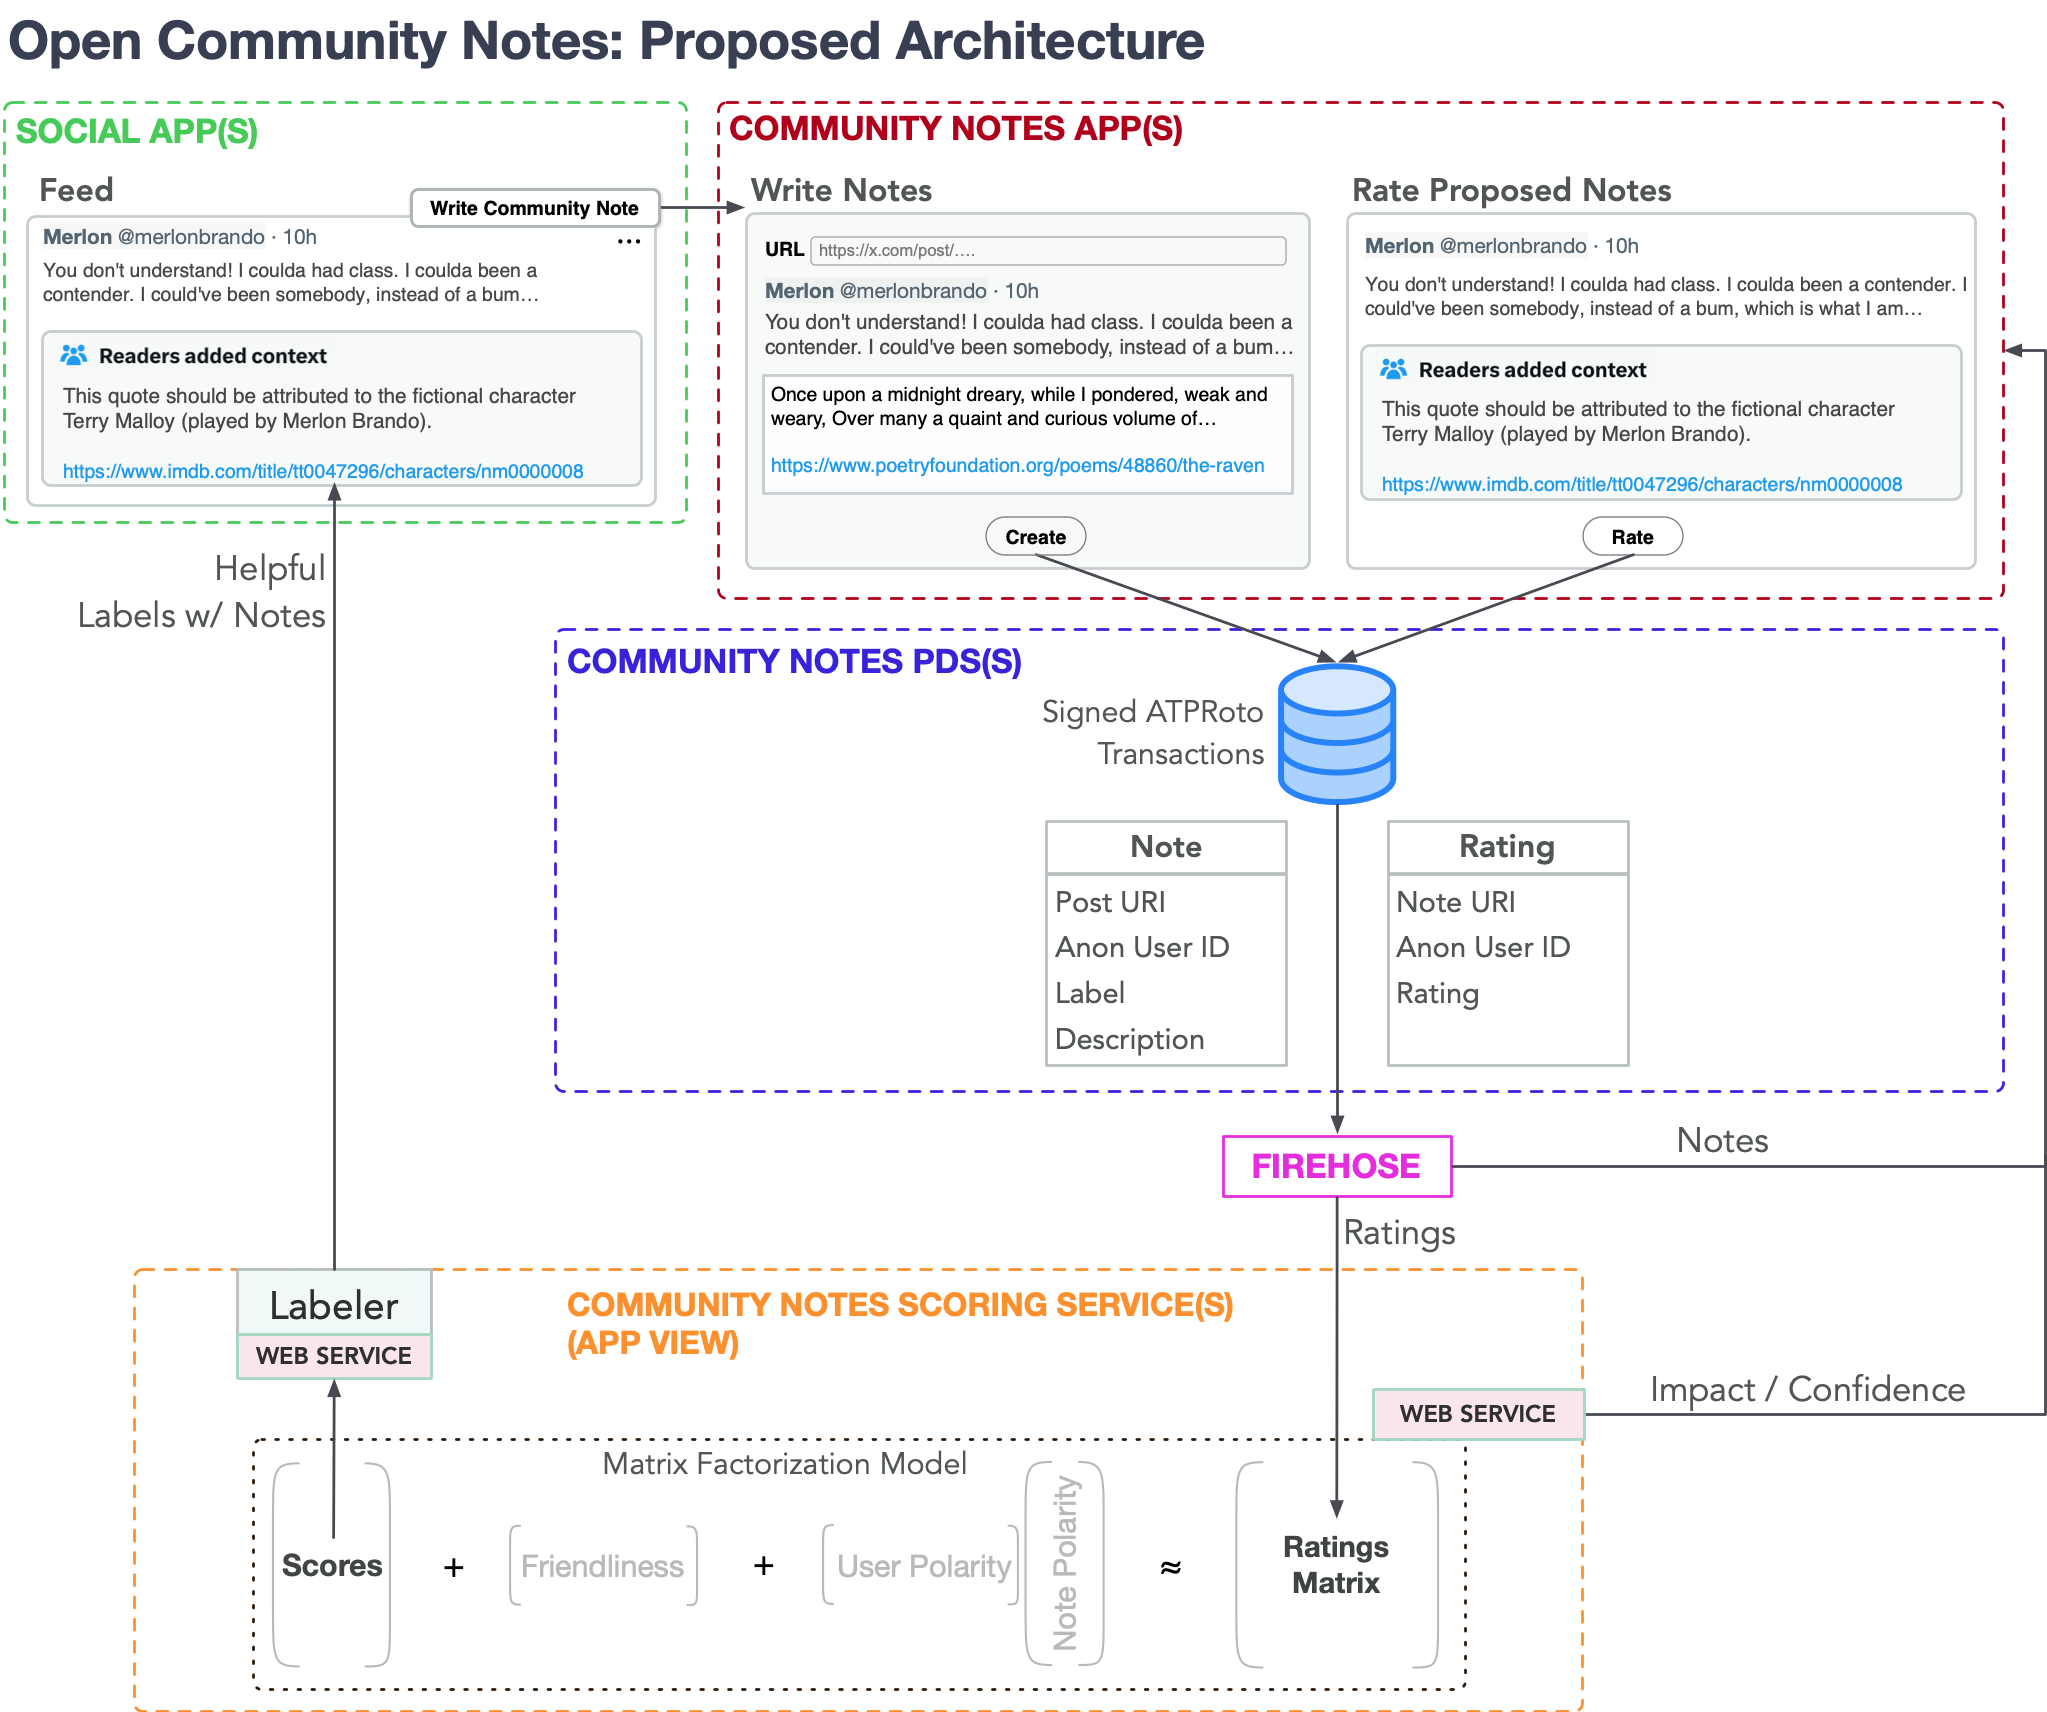 Open Community Notes: Proposed Architecture
SOCIAL APP(S)
Feed
Write Community Note
Merlon @merlonbrando · 10h
...
You don't understand! I coulda had class. I coulda been a
contender. I could've been somebody, instead of a bum...
Readers added context
This quote should be attributed to the fictional character
Terry Malloy (played by Merlon Brando).
https://www.imdb.com/title/tt0047296/characters/nm0000008
COMMUNITY NOTES APP(S)
Write Notes
URL https://x.com/post/....
Merlon @merlonbrando · 10h
You don't understand! I coulda had class. I coulda been a
contender. I could've been somebody, instead of a bum...
Once upon a midnight dreary, while I pondered, weak and
weary, Over many a quaint and curious volume of...
https://www.poetryfoundation.org/poems/48860/the-raven
Create
Rate Proposed Notes
Merlon @merlonbrando · 10h
You don't understand! I coulda had class. I coulda been a contender. I
could've been somebody, instead of a bum, which is what I am...
Readers added context
This quote should be attributed to the fictional character
Terry Malloy (played by Merlon Brando).
https://www.imdb.com/title/tt0047296/characters/nm0000008
Rate
Helpful
Labels w/ Notes
COMMUNITY NOTES PDS(S)
Signed ATPRoto
Transactions
Note
Post URI
Anon User ID
Label
Description
Rating
Note URI
Anon User ID
Rating
FIREHOSE
Notes
Ratings
COMMUNITY NOTES SCORING SERVICE(S)
(APP VIEW)
Labeler
WEB SERVICE
WEB SERVICE
Impact / Confidence
Matrix Factorization Model
Scores
+
Friendliness
+
User Polarity
Note Polarity
≈
Ratings
Matrix